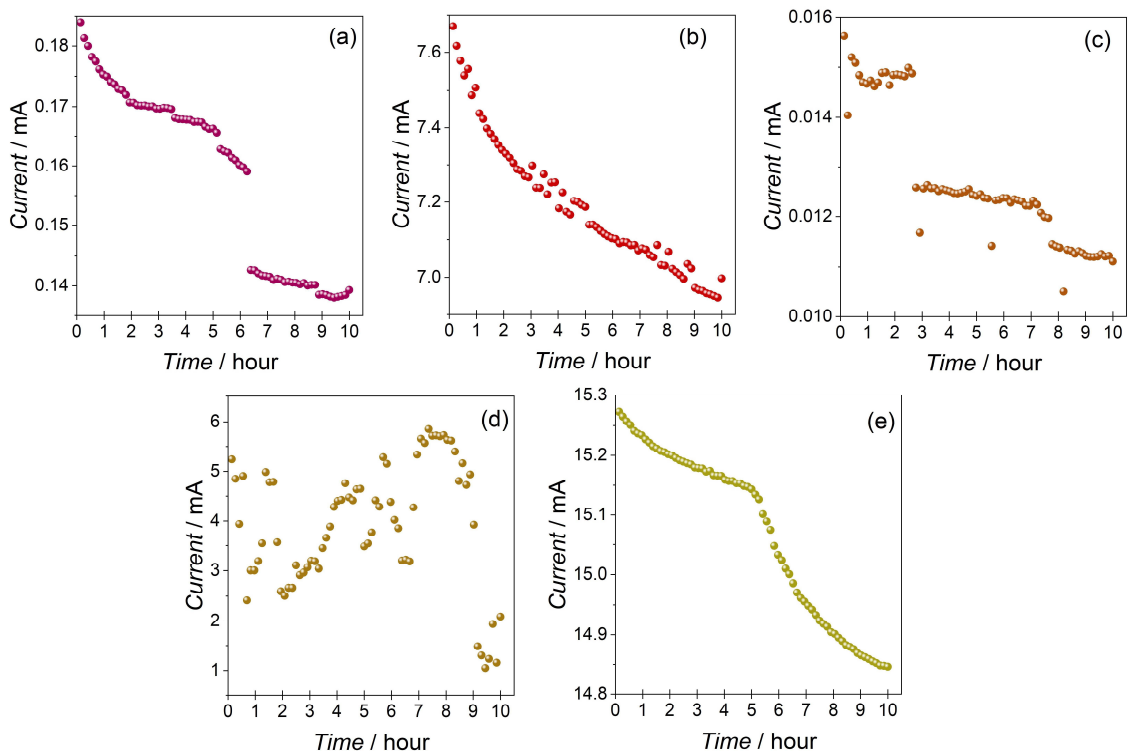 (a)
Current / mA
0.18
0.17
0.16
0.15
0.14
0 1 2 3 4 5 6 7 8 9 10
Time / hour
(b)
Current / mA
7.6
7.4
7.2
7.0
0 1 2 3 4 5 6 7 8 9 10
Time / hour
(c)
Current / mA
0.016
0.014
0.012
0.010
0 1 2 3 4 5 6 7 8 9 10
Time / hour
(d)
Current / mA
6
5
4
3
2
1
0 1 2 3 4 5 6 7 8 9 10
Time / hour
(e)
Current / mA
15.3
15.2
15.1
15.0
14.9
14.8
0 1 2 3 4 5 6 7 8 9 10
Time / hour